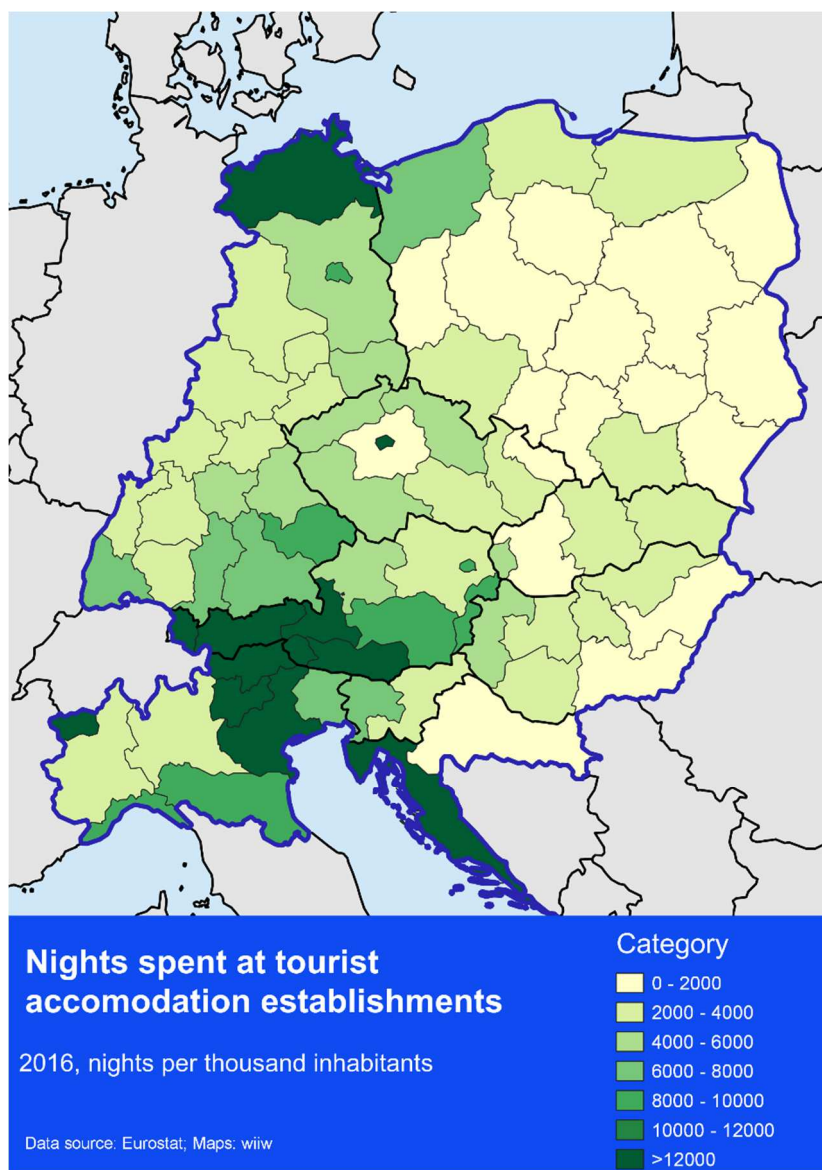 Nights spent at tourist
accomodation establishments
2016, nights per thousand inhabitants
Data source: Eurostat; Maps: wiiw
Category
0 - 2000
2000 - 4000
4000 - 6000
6000 - 8000
8000 - 10000
10000 - 12000
>12000